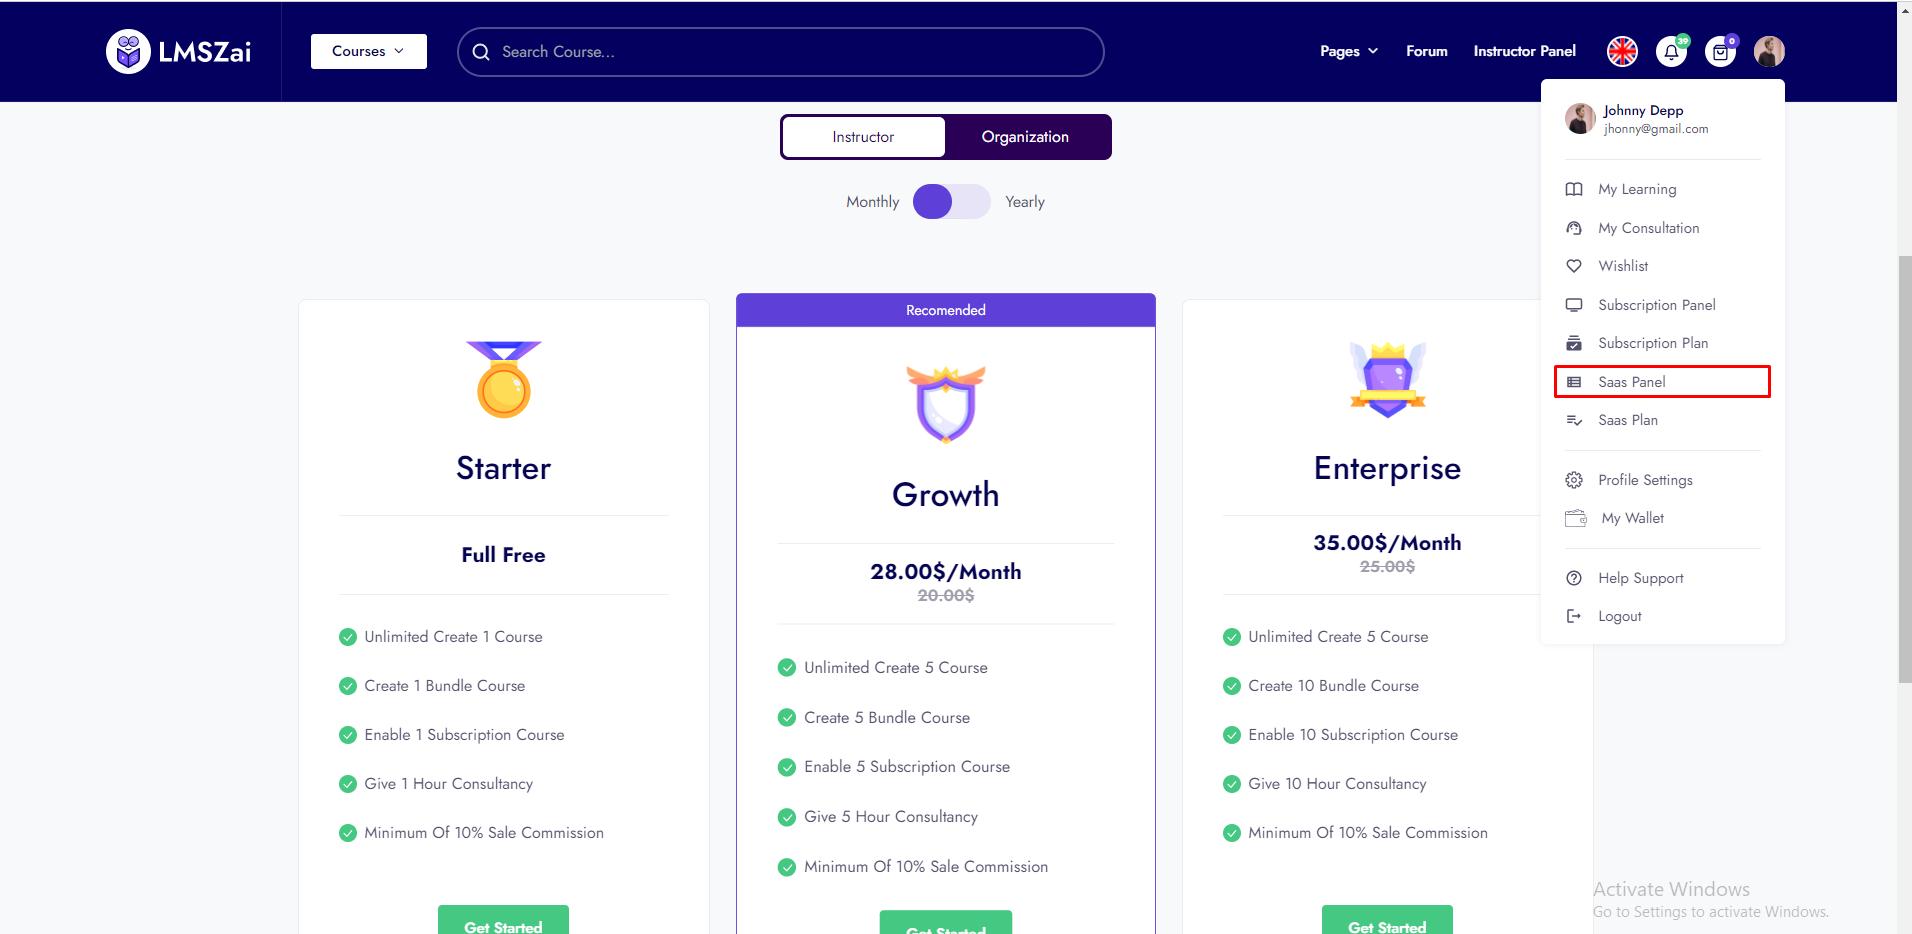 LMSZai
Courses
Search Course...
Pages
Forum
Instructor Panel
39
0
Johnny Depp
jhonny@gmail.com
My Learning
My Consultation
Wishlist
Subscription Panel
Subscription Plan
Saas Panel
Saas Plan
Profile Settings
My Wallet
Help Support
Logout
Instructor
Organization
Monthly
Yearly
Starter
Full Free
Unlimited Create 1 Course
Create 1 Bundle Course
Enable 1 Subscription Course
Give 1 Hour Consultancy
Minimum Of 10% Sale Commission
Get Started
Recomended
Growth
28.00$/Month
20.00$
Unlimited Create 5 Course
Create 5 Bundle Course
Enable 5 Subscription Course
Give 5 Hour Consultancy
Minimum Of 10% Sale Commission
Get Started
Enterprise
35.00$/Month
25.00$
Unlimited Create 5 Course
Create 10 Bundle Course
Enable 10 Subscription Course
Give 10 Hour Consultancy
Minimum Of 10% Sale Commission
Get Started
Activate Windows
Go to Settings to activate Windows.